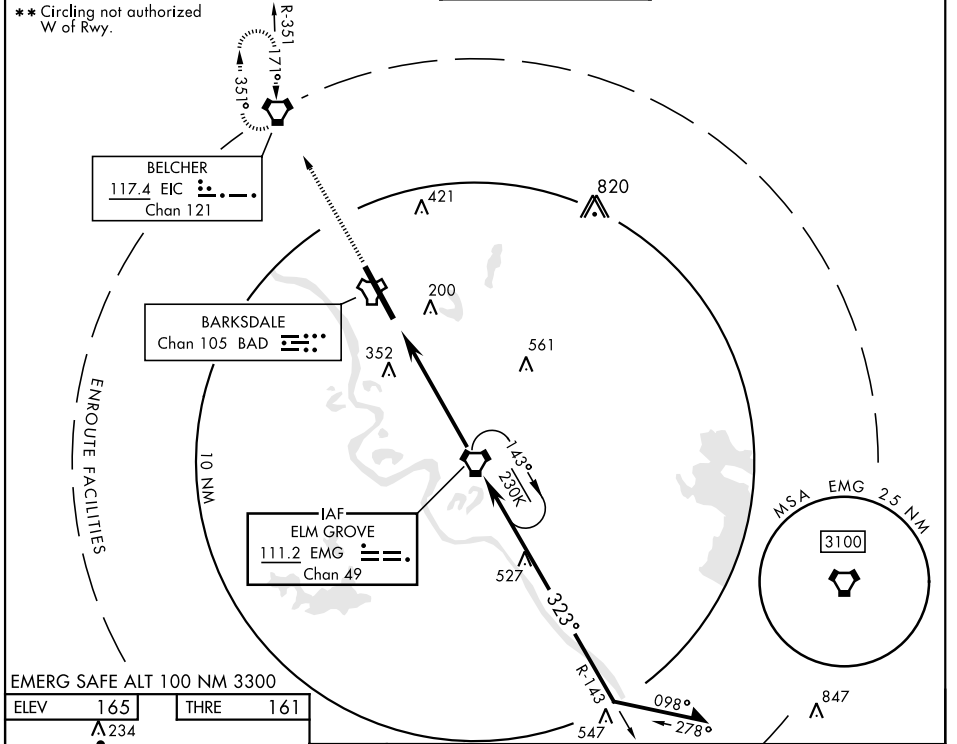 ** Circling not authorized
W of Rwy.
R-351
171°
351°
BELCHER
117.4 EIC
Chan 121
421
820
BARKSDALE
Chan 105 BAD
200
352
561
ENROUTE FACILITIES
10 NM
143°
230K
IAF
ELM GROVE
111.2 EMG
Chan 49
MSA EMG 25 NM
3100
527
323°
R-143
098°
278°
547
847
EMERG SAFE ALT 100 NM 3300
ELEV 165
THRE 161
234